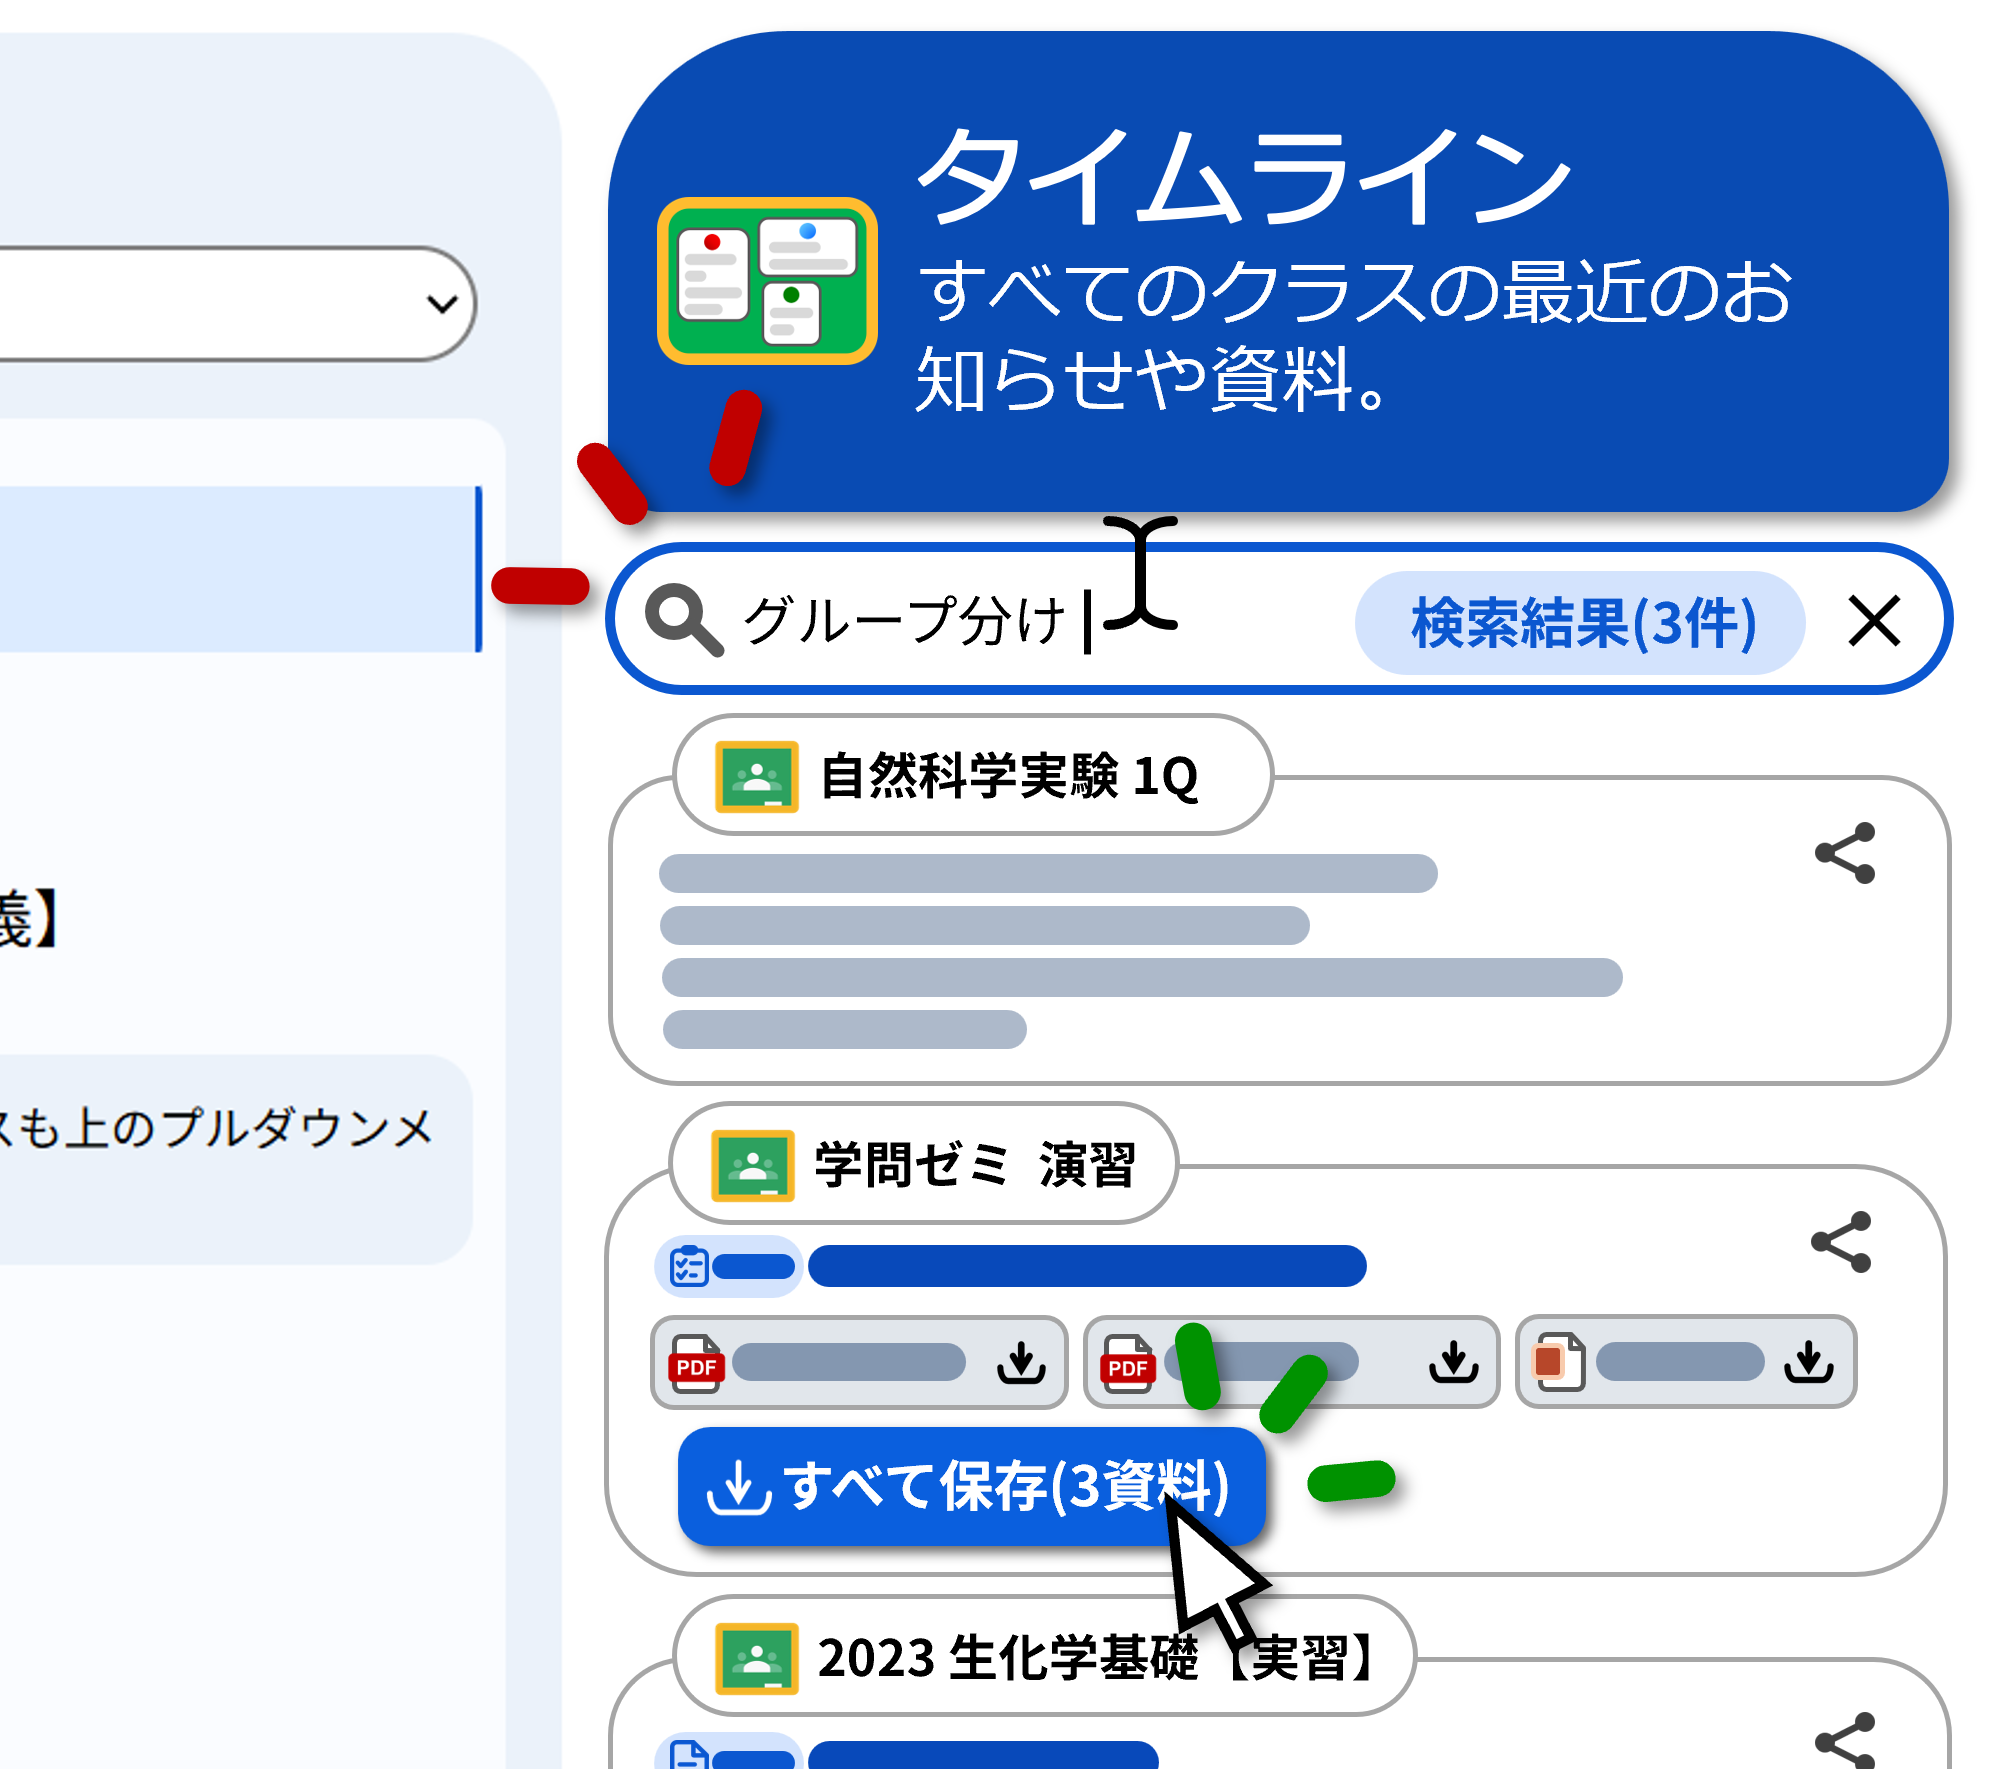 タイムライン
すべてのクラスの最近のお
知らせや資料。
グループ分け
検索結果(3件)
自然科学実験 1Q
義】
スも上のプルダウンメ
学問ゼミ 演習
PDF
PDF
すべて保存(3資料)
2023 生化学基礎【実習】